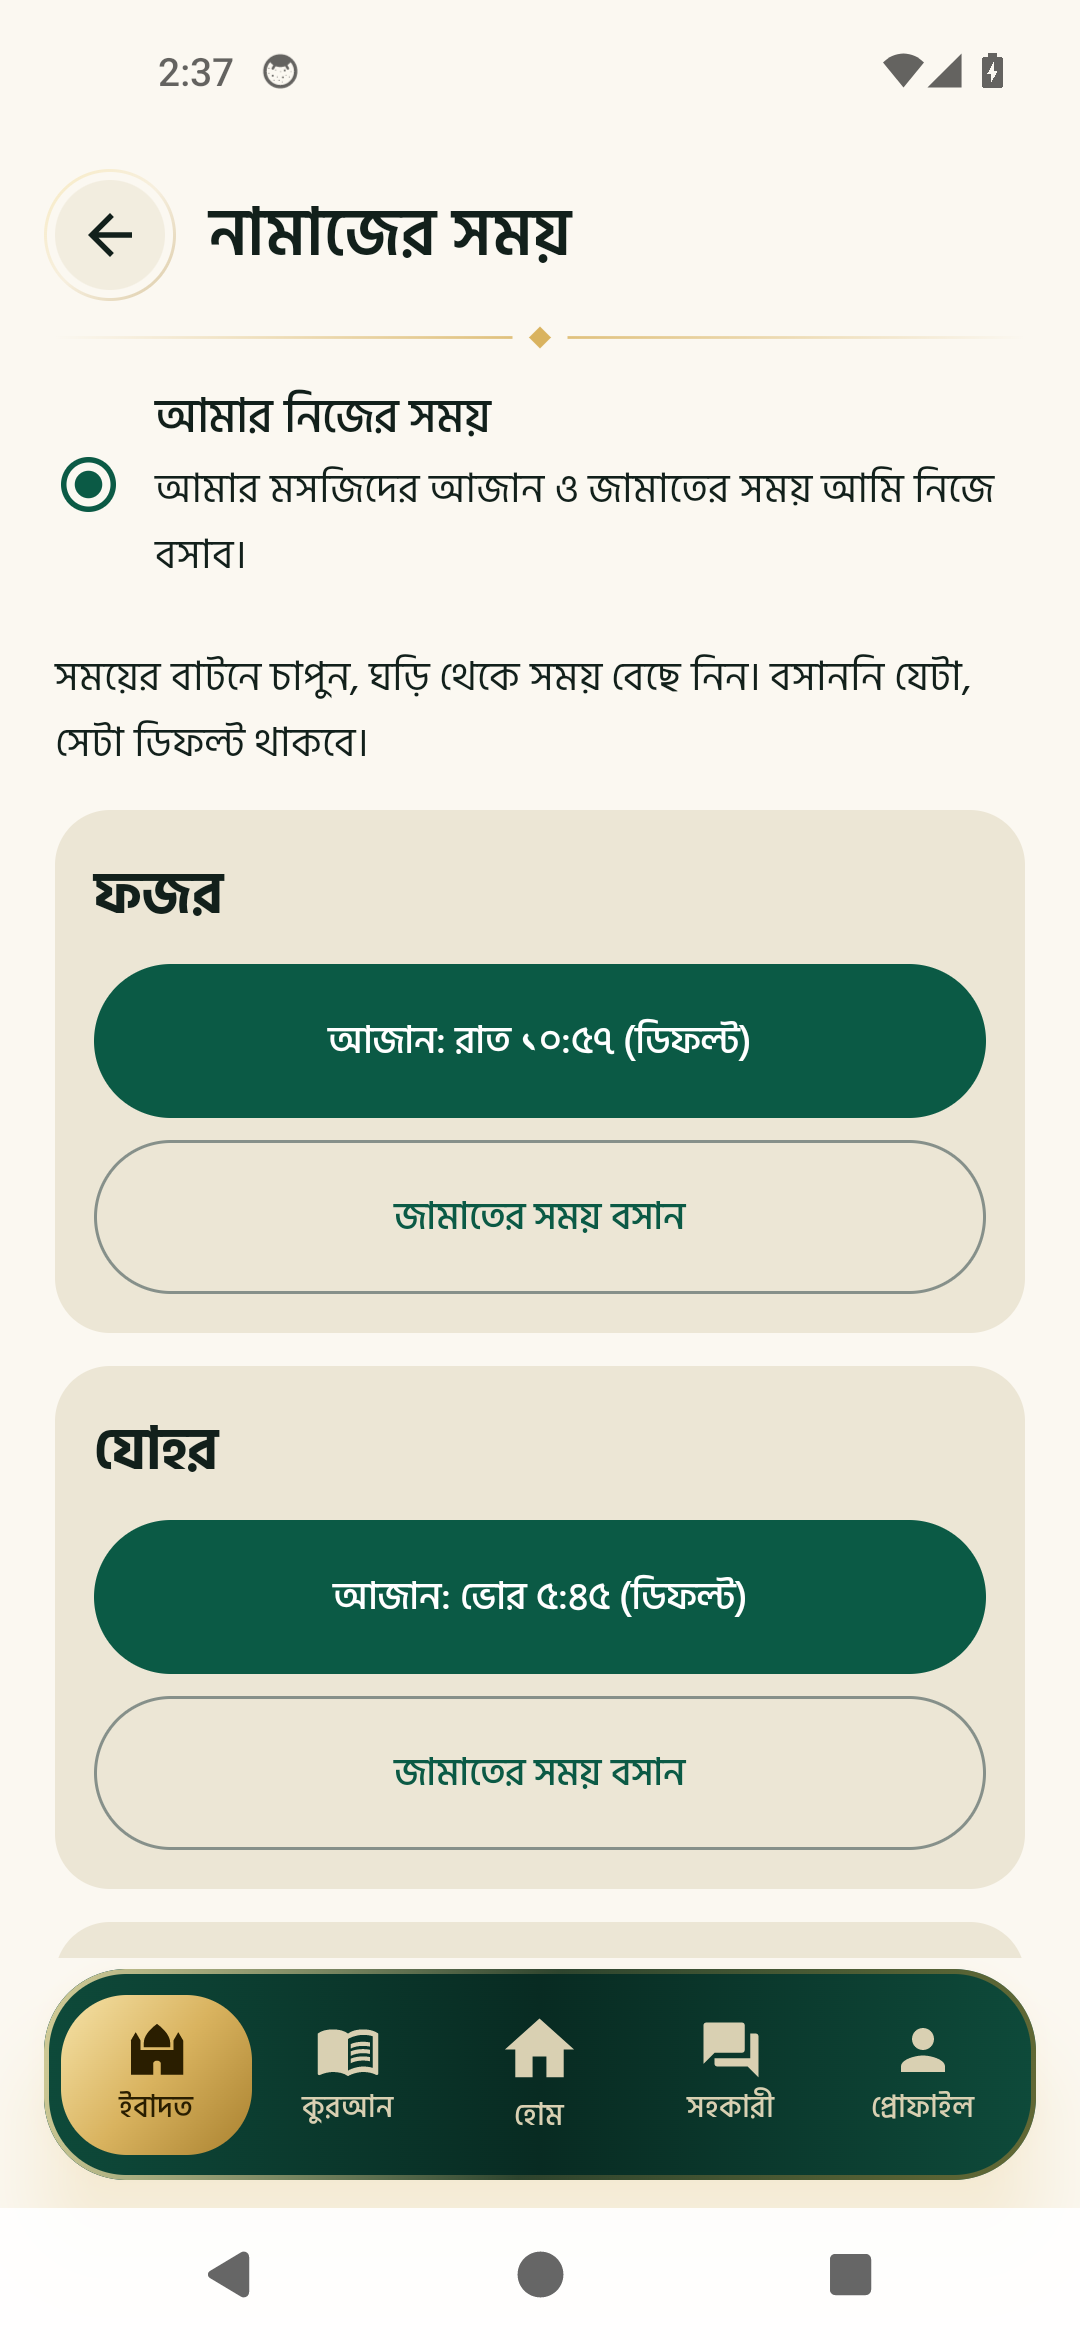 2:37
নামাজের সময়
আমার নিজের সময়
আমার মসজিদের আজান ও জামাতের সময় আমি নিজে
বসাব।
সময়ের বাটনে চাপুন, ঘড়ি থেকে সময় বেছে নিন। বসাননি যেটা,
সেটা ডিফল্ট থাকবে।
ফজর
আজান: রাত ১০:৫৭ (ডিফল্ট)
জামাতের সময় বসান
যোহর
আজান: ভোর ৫:৪৫ (ডিফল্ট)
জামাতের সময় বসান
ইবাদত
কুরআন
হোম
সহকারী
প্রোফাইল